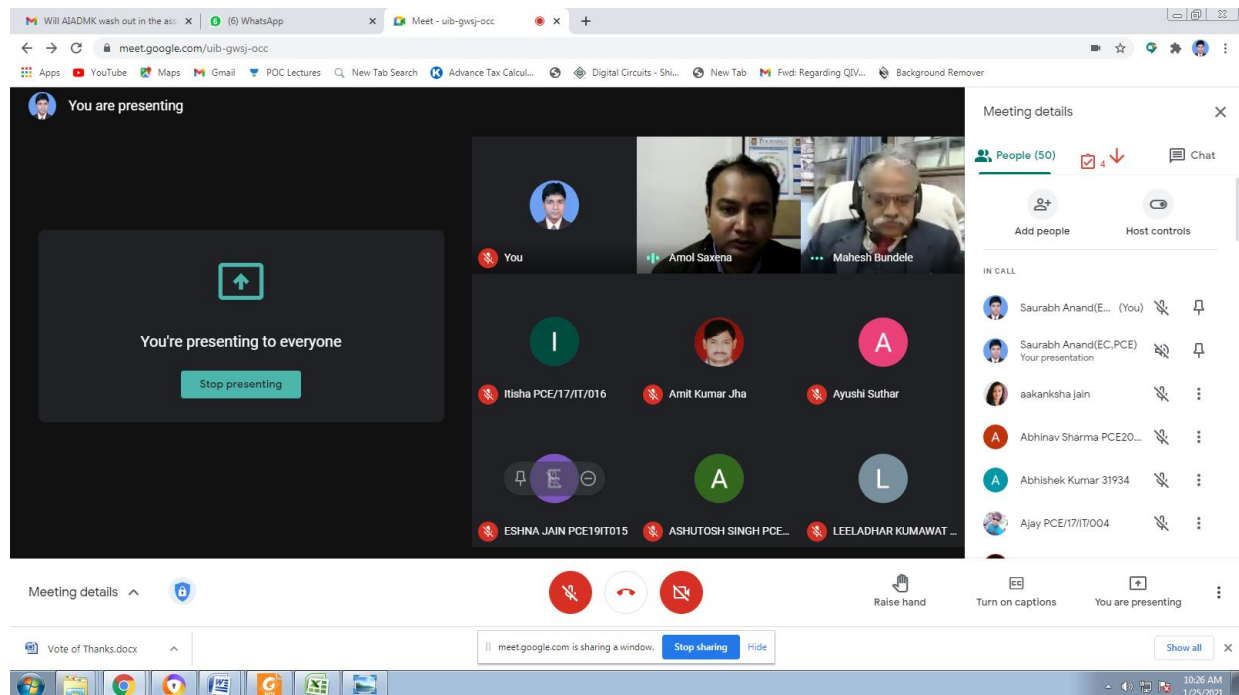 Will AIADMK wash out in the ass
(6) WhatsApp
Meet - uib-gwsj-occ
meet.google.com/uib-gwsj-occ
Apps
YouTube
Maps
Gmail
POC Lectures
New Tab Search
Advance Tax Calcul...
Digital Circuits - Shi...
New Tab
Fwd: Regarding QIV...
Background Remover
You are presenting
You're presenting to everyone
Stop presenting
You
Amol Saxena
Mahesh Bundele
I
A
Itisha PCE/17/IT/016
Amit Kumar Jha
Ayushi Suthar
E
A
L
ESHNA JAIN PCE19IT015
ASHUTOSH SINGH PCE...
LEELADHAR KUMAWAT ...
Meeting details
People (50)
4
Chat
Add people
Host controls
IN CALL
Saurabh Anand(E... (You)
Saurabh Anand(EC,PCE)
Your presentation
aakanksha jain
A
Abhinav Sharma PCE20...
A
Abhishek Kumar 31934
Ajay PCE/17/IT/004
Meeting details
Raise hand
CC
Turn on captions
You are presenting
Vote of Thanks.docx
meet.google.com is sharing a window.
Stop sharing
Hide
Show all
10:26 AM
1/25/2021